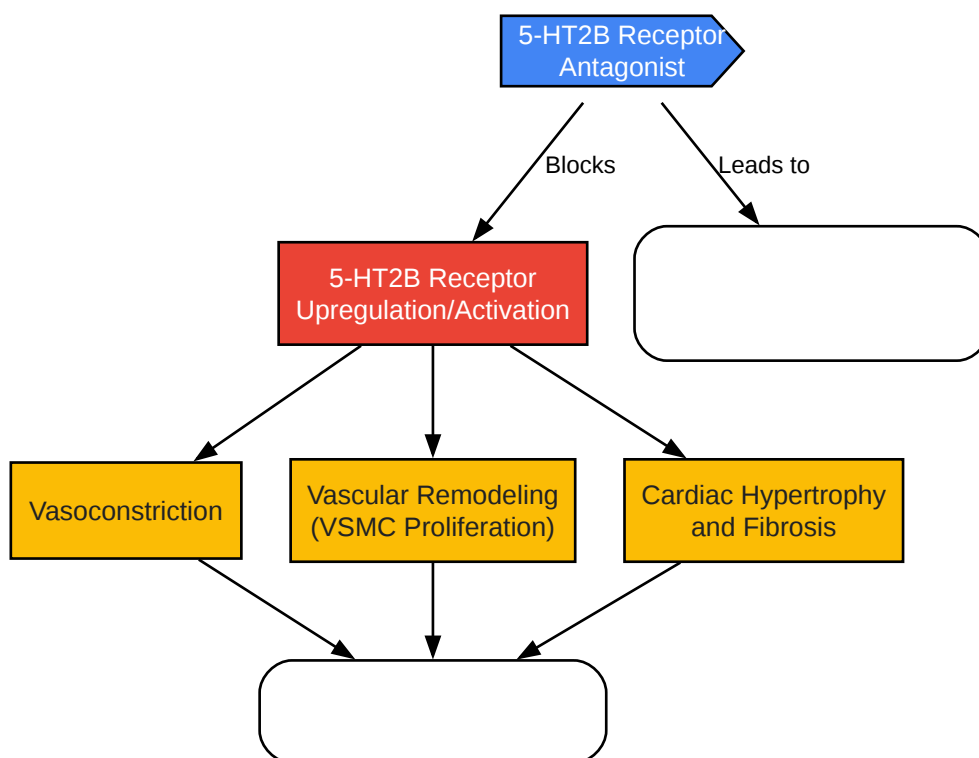 5-HT2B Receptor
Antagonist
Blocks
Leads to
5-HT2B Receptor
Upregulation/Activation
Vasoconstriction
Vascular Remodeling
(VSMC Proliferation)
Cardiac Hypertrophy
and Fibrosis